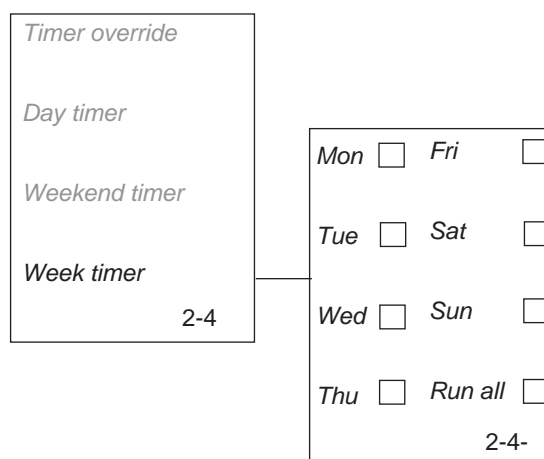 Timer override
Day timer
Weekend timer
Week timer
2-4
Mon Fri
Tue Sat
Wed Sun
Thu Run all
2-4-